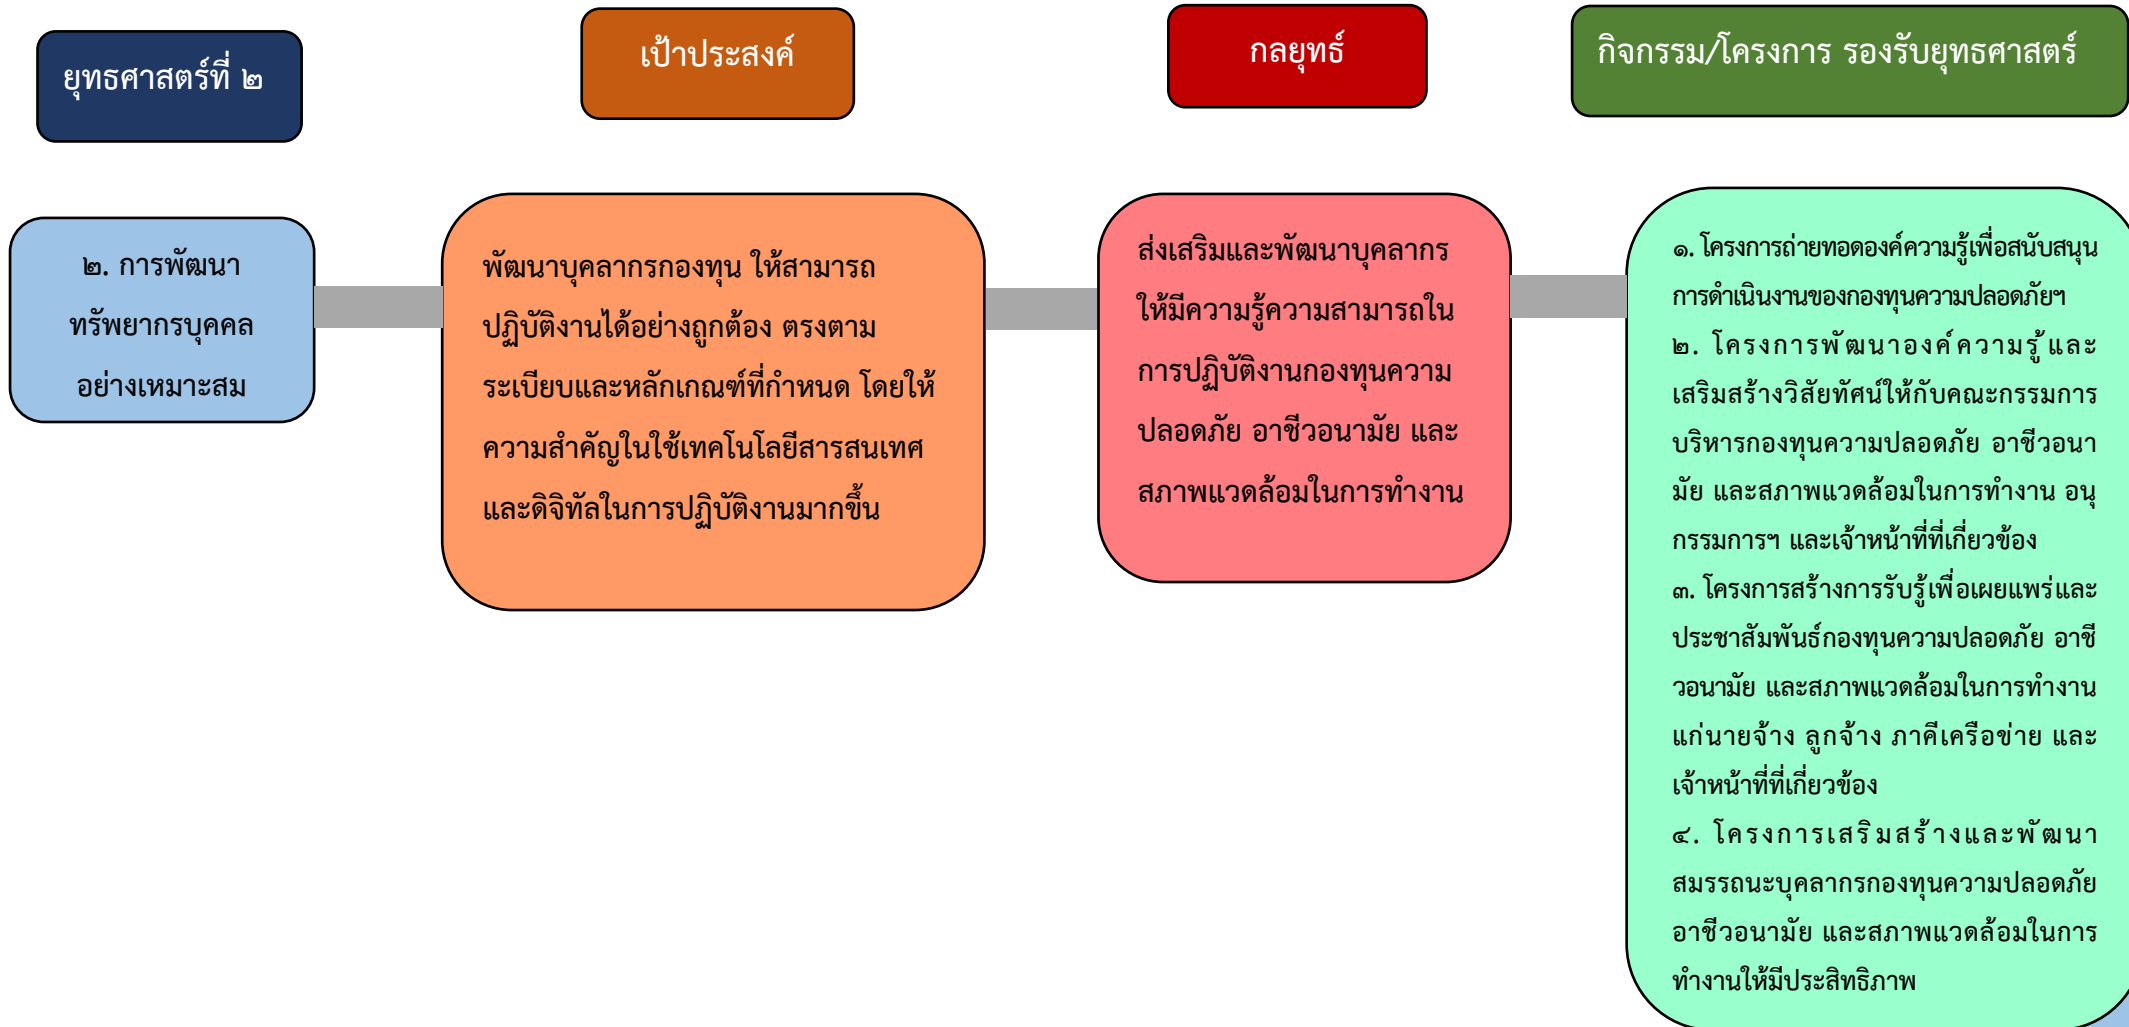 ยุทธศาสตร์ที่ ๒
เป้าประสงค์
กลยุทธ์
กิจกรรม/โครงการ รองรับยุทธศาสตร์
๒. การพัฒนา
ทรัพยากรบุคคล
อย่างเหมาะสม
พัฒนาบุคลากรกองทุน ให้สามารถ
ปฏิบัติงานได้อย่างถูกต้อง ตรงตาม
ระเบียบและหลักเกณฑ์ที่กำหนด โดยให้
ความสำคัญในใช้เทคโนโลยีสารสนเทศ
และดิจิทัลในการปฏิบัติงานมากขึ้น
ส่งเสริมและพัฒนาบุคลากร
ให้มีความรู้ความสามารถใน
การปฏิบัติงานกองทุนความ
ปลอดภัย อาชีวอนามัย และ
สภาพแวดล้อมในการทำงาน
๑. โครงการถ่ายทอดองค์ความรู้เพื่อสนับสนุน
การดำเนินงานของกองทุนความปลอดภัยฯ
๒. โครงการพัฒนาองค์ความรู้และ
เสริมสร้างวิสัยทัศน์ให้กับคณะกรรมการ
บริหารกองทุนความปลอดภัย อาชีวอนา
มัย และสภาพแวดล้อมในการทำงาน อนุ
กรรมการฯ และเจ้าหน้าที่ที่เกี่ยวข้อง
๓. โครงการสร้างการรับรู้เพื่อเผยแพร่และ
ประชาสัมพันธ์กองทุนความปลอดภัย อาชี
วอนามัย และสภาพแวดล้อมในการทำงาน
แก่นายจ้าง ลูกจ้าง ภาคีเครือข่าย และ
เจ้าหน้าที่ที่เกี่ยวข้อง
๔. โครงการเสริมสร้างและพัฒนา
สมรรถนะบุคลากรกองทุนความปลอดภัย
อาชีวอนามัย และสภาพแวดล้อมในการ
ทำงานให้มีประสิทธิภาพ